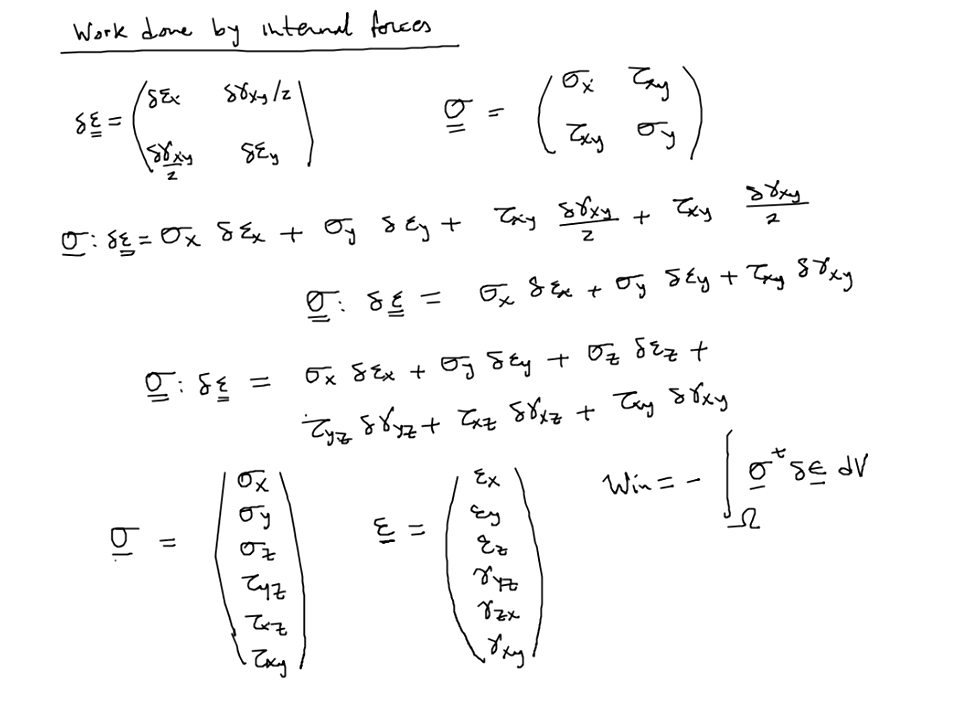 Work done by internal forces
δε = ( δεx δγxy/2 ; δγxy/2 δεy )   σ = ( σx τxy ; τxy σy )
σ : δε = σx δεx + σy δεy + τxy δγxy/2 + τxy δγxy/2
σ : δε = σx δεx + σy δεy + τxy δγxy
σ : δε = σx δεx + σy δεy + σz δεz +
τyz δγyz + τxz δγxz + τxy δγxy
σ = ( σx σy σz τyz τxz τxy )   ε = ( εx εy εz γyz γzx γxy )   Win = - ∫Ω σᵗ δε dV